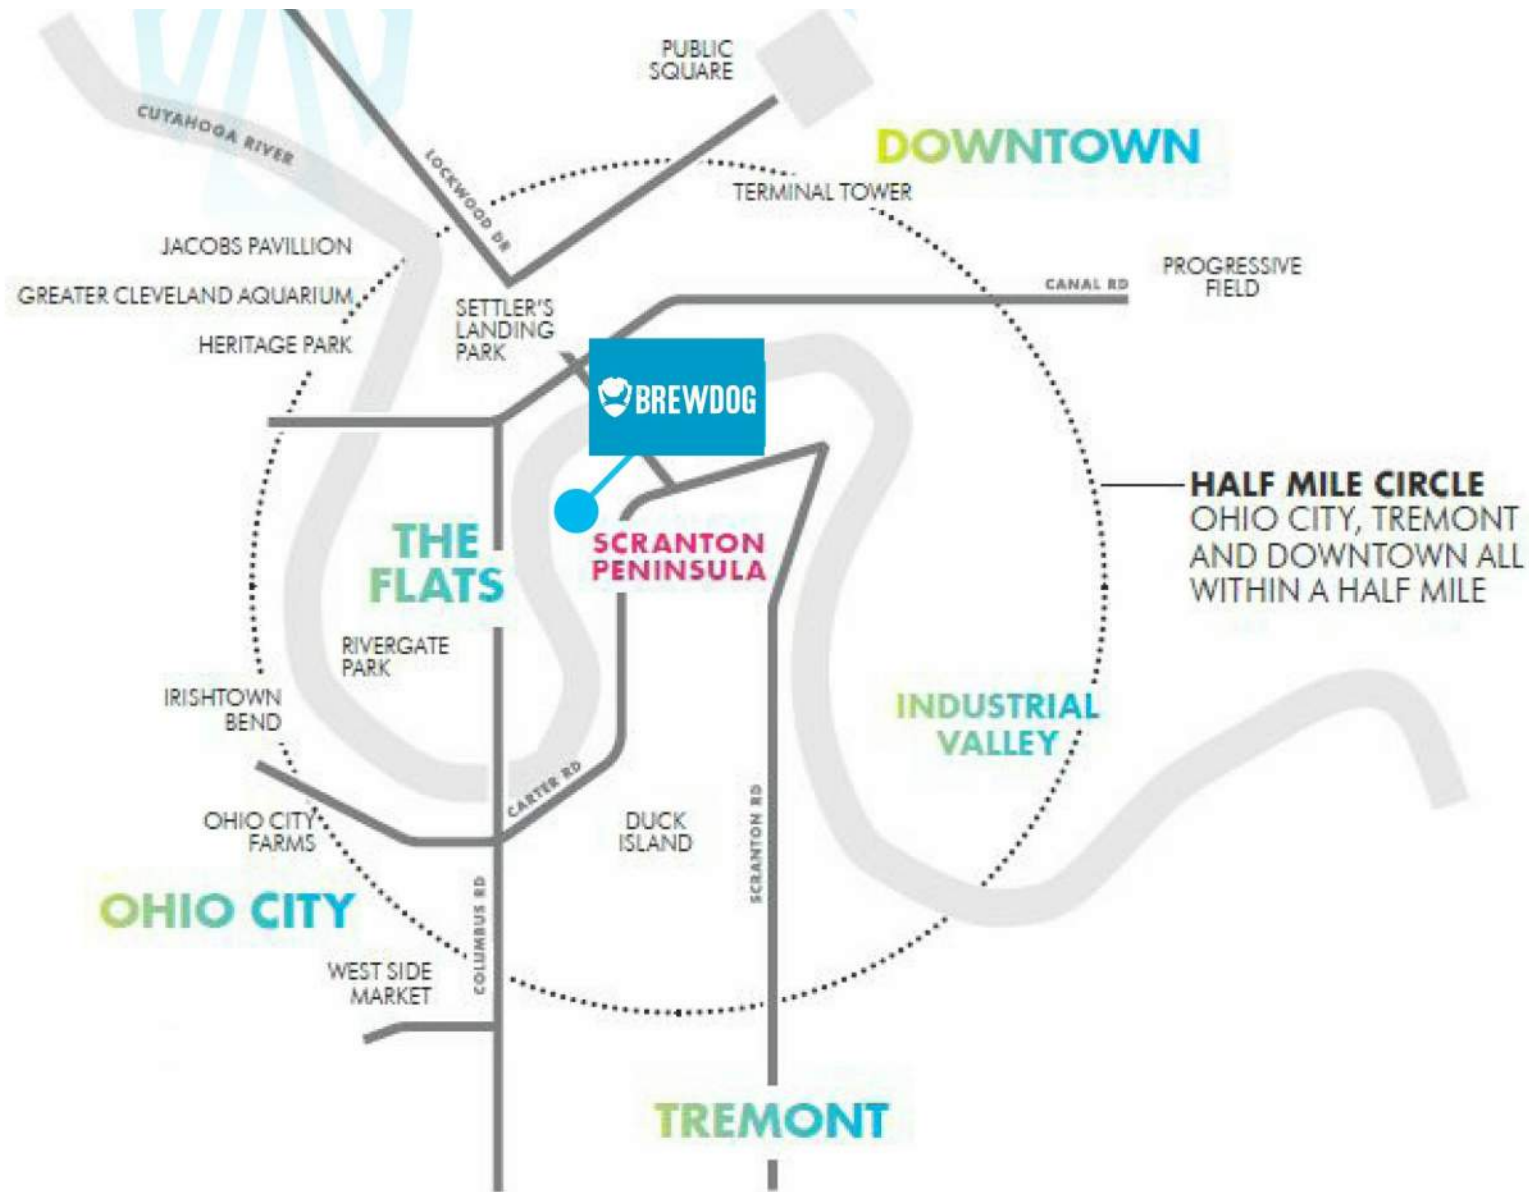 PUBLIC
SQUARE
CUYAHOGA RIVER
DOWNTOWN
LOCKWOOD DR
TERMINAL TOWER
JACOBS PAVILLION
GREATER CLEVELAND AQUARIUM
HERITAGE PARK
SETTLER'S
LANDING
PARK
CANAL RD
PROGRESSIVE
FIELD
BREWDOG
HALF MILE CIRCLE
OHIO CITY, TREMONT
AND DOWNTOWN ALL
WITHIN A HALF MILE
THE
FLATS
SCRANTON
PENINSULA
RIVERGATE
PARK
IRISHTOWN
BEND
INDUSTRIAL
VALLEY
CARTER RD
OHIO CITY
FARMS
DUCK
ISLAND
SCRANTON RD
OHIO CITY
COLUMBUS RD
WEST SIDE
MARKET
TREMONT